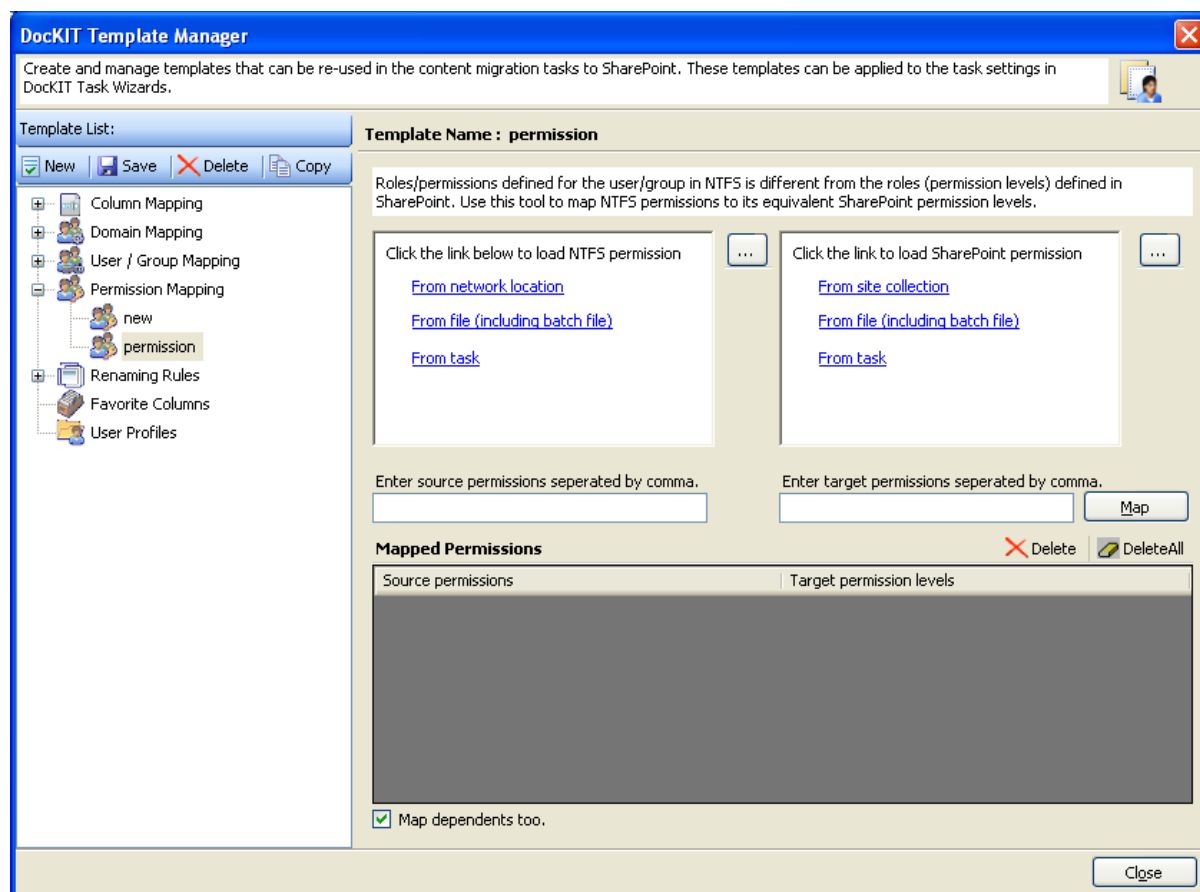 DocKIT Template Manager
Create and manage templates that can be re-used in the content migration tasks to SharePoint. These templates can be applied to the task settings in
DocKIT Task Wizards.
Template List:
New Save Delete Copy
Column Mapping
Domain Mapping
User / Group Mapping
Permission Mapping
new
permission
Renaming Rules
Favorite Columns
User Profiles
Template Name : permission
Roles/permissions defined for the user/group in NTFS is different from the roles (permission levels) defined in
SharePoint. Use this tool to map NTFS permissions to its equivalent SharePoint permission levels.
Click the link below to load NTFS permission
From network location
From file (including batch file)
From task
...
Click the link to load SharePoint permission
From site collection
From file (including batch file)
From task
...
Enter source permissions seperated by comma.
Enter target permissions seperated by comma.
Map
Mapped Permissions
Delete DeleteAll
Source permissions Target permission levels
Map dependents too.
Close